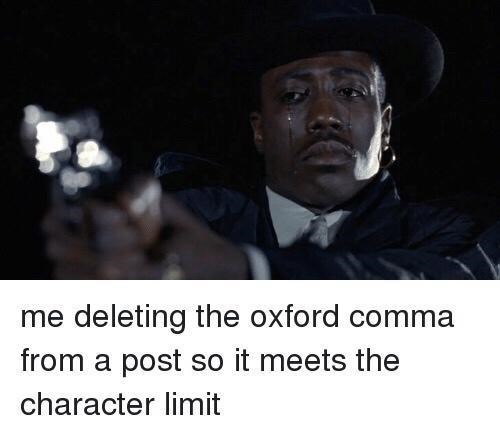 me deleting the oxford comma
from a post so it meets the
character limit